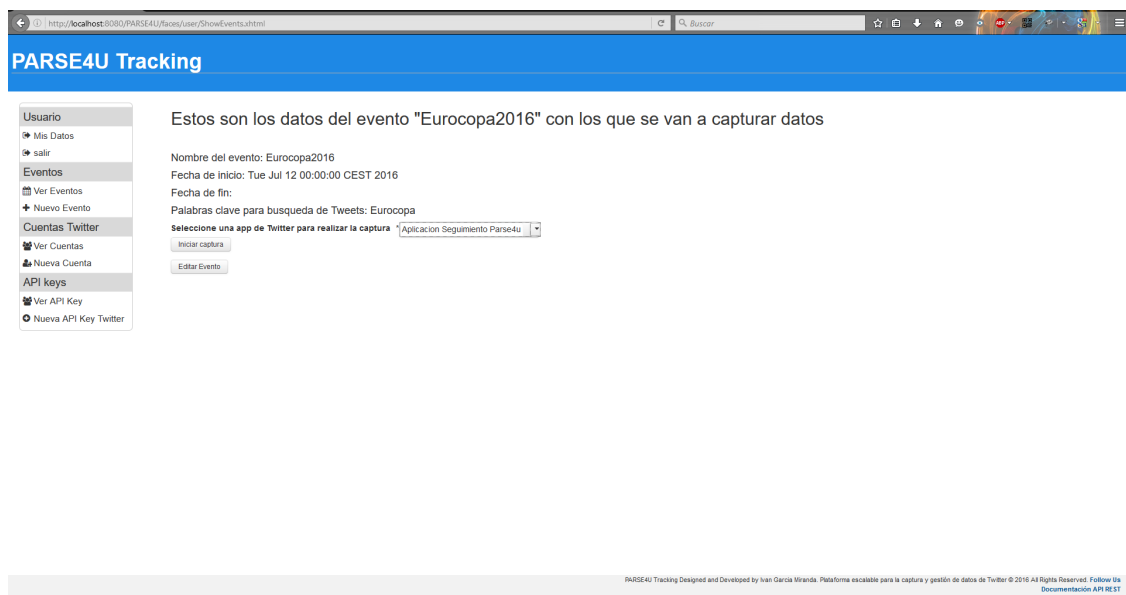 http://localhost:8080/PARSE4U/faces/user/ShowEvents.xhtml
Buscar
ABP
PARSE4U Tracking
Usuario
Mis Datos
salir
Eventos
Ver Eventos
Nuevo Evento
Cuentas Twitter
Ver Cuentas
Nueva Cuenta
API keys
Ver API Key
Nueva API Key Twitter
Estos son los datos del evento "Eurocopa2016" con los que se van a capturar datos
Nombre del evento: Eurocopa2016
Fecha de inicio: Tue Jul 12 00:00:00 CEST 2016
Fecha de fin:
Palabras clave para busqueda de Tweets: Eurocopa
Seleccione una app de Twitter para realizar la captura * Aplicacion Seguimiento Parse4u
Iniciar captura
Editar Evento
PARSE4U Tracking Designed and Developed by Ivan Garcia Miranda. Plataforma escalable para la captura y gestión de datos de Twitter © 2016 All Rights Reserved. Follow Us
Documentación API REST